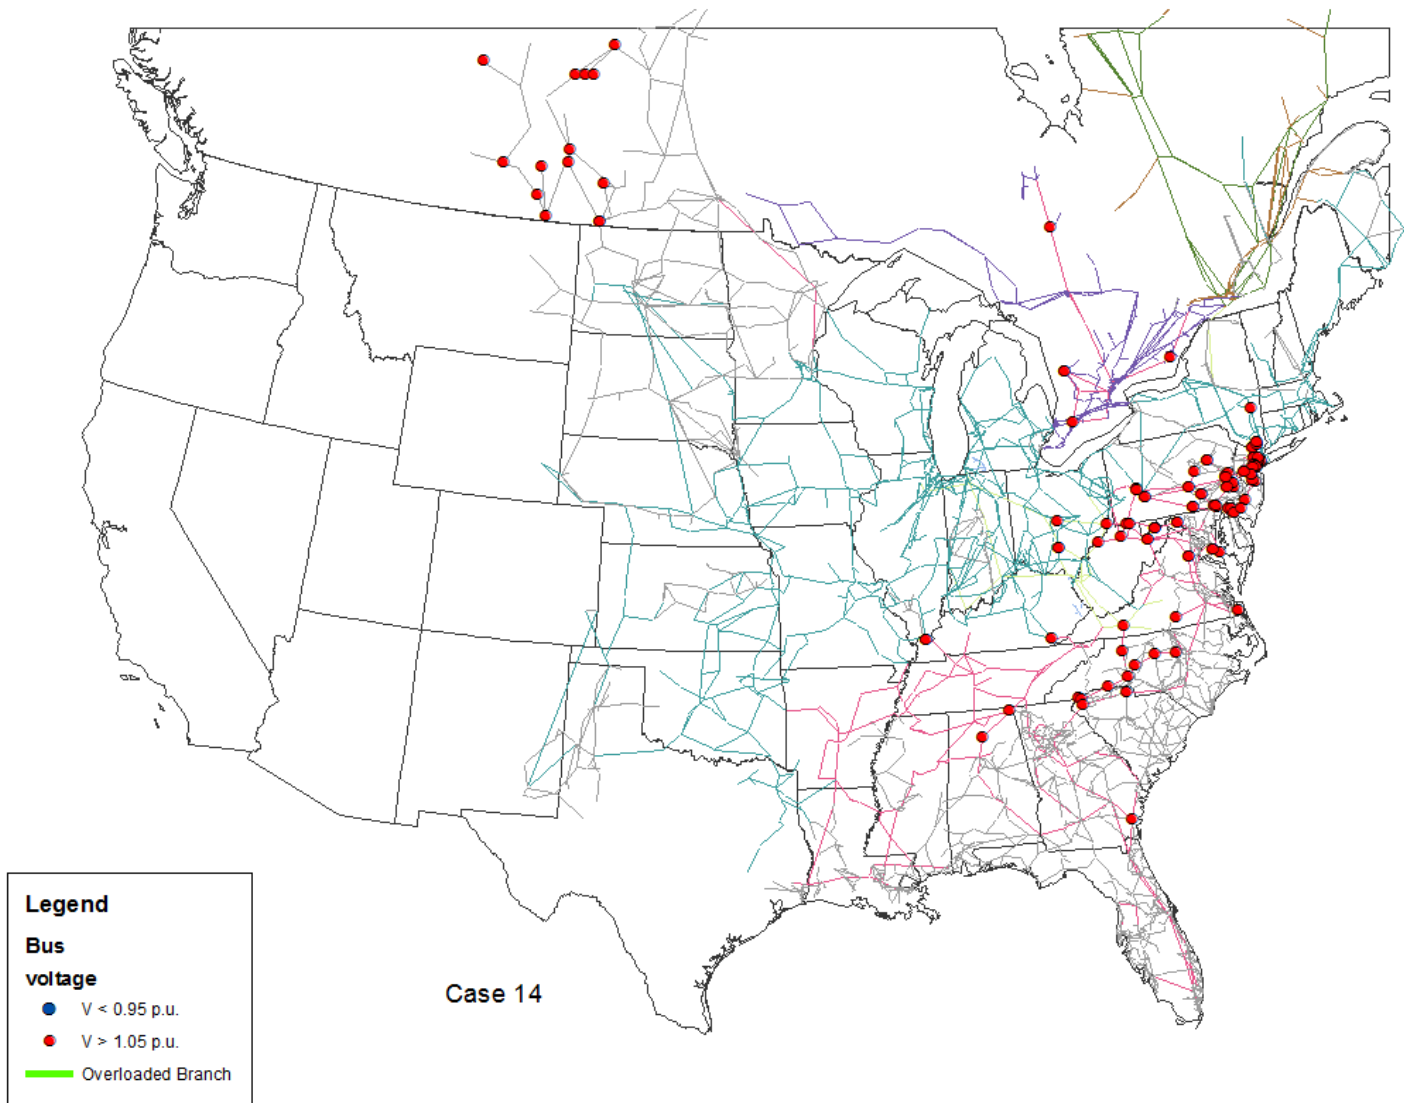 Legend
Bus
voltage
V < 0.95 p.u.
V > 1.05 p.u.
Overloaded Branch
Case 14